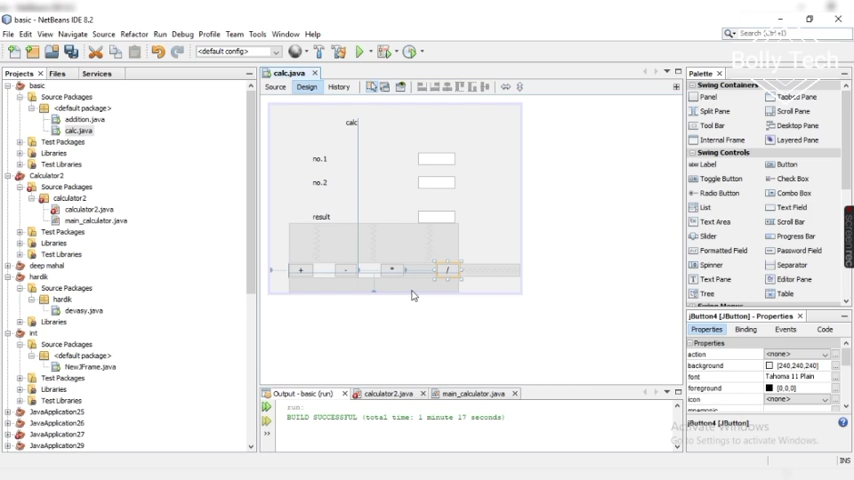 basic - NetBeans IDE 8.2
File Edit View Navigate Source Refactor Run Debug Profile Team Tools Window Help
Search (Ctrl+I)
<default config>
Bolly Tech
Projects Files Services
basic
Source Packages
<default package>
addition.java
calc.java
Test Packages
Libraries
Test Libraries
Calculator2
Source Packages
calculator2
calculator2.java
main_calculator.java
Test Packages
Libraries
deep mahal
hardik
Source Packages
hardik
devasy.java
Libraries
int
Source Packages
<default package>
NewJFrame.java
Test Packages
Libraries
Test Libraries
JavaApplication25
JavaApplication26
JavaApplication27
JavaApplication28
JavaApplication29
calc.java
Source Design History
calc
no.1
no.2
result
+ - * /
Output - basic (run) calculator2.java main_calculator.java
run:
BUILD SUCCESSFUL (total time: 1 minute 17 seconds)
Palette
Swing Containers
Panel Tabbed Pane
Split Pane Scroll Pane
Tool Bar Desktop Pane
Internal Frame Layered Pane
Swing Controls
Label Button
Toggle Button Check Box
Radio Button Combo Box
List Text Field
Text Area Scroll Bar
Slider Progress Bar
Formatted Field Password Field
Spinner Separator
Text Pane Editor Pane
Tree Table
Swing Menus
jButton4 [JButton] - Properties
Properties Binding Events Code
Properties
action <none>
background [240,240,240]
font Tahoma 11 Plain
foreground [0,0,0]
icon <none>
mnemonic
jButton4 [JButton]
Activate Windows
Go to Settings to activate Windows.
INS
screenrec